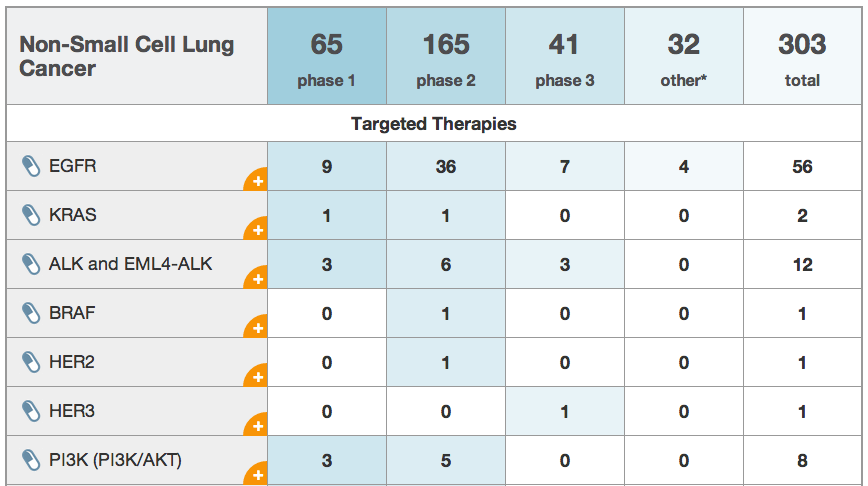 Non-Small Cell Lung Cancer 65 165 41 32 303
phase 1 phase 2 phase 3 other* total
Targeted Therapies
EGFR + 9 36 7 4 56
KRAS + 1 1 0 0 2
ALK and EML4-ALK + 3 6 3 0 12
BRAF + 0 1 0 0 1
HER2 + 0 1 0 0 1
HER3 + 0 0 1 0 1
PI3K (PI3K/AKT) + 3 5 0 0 8